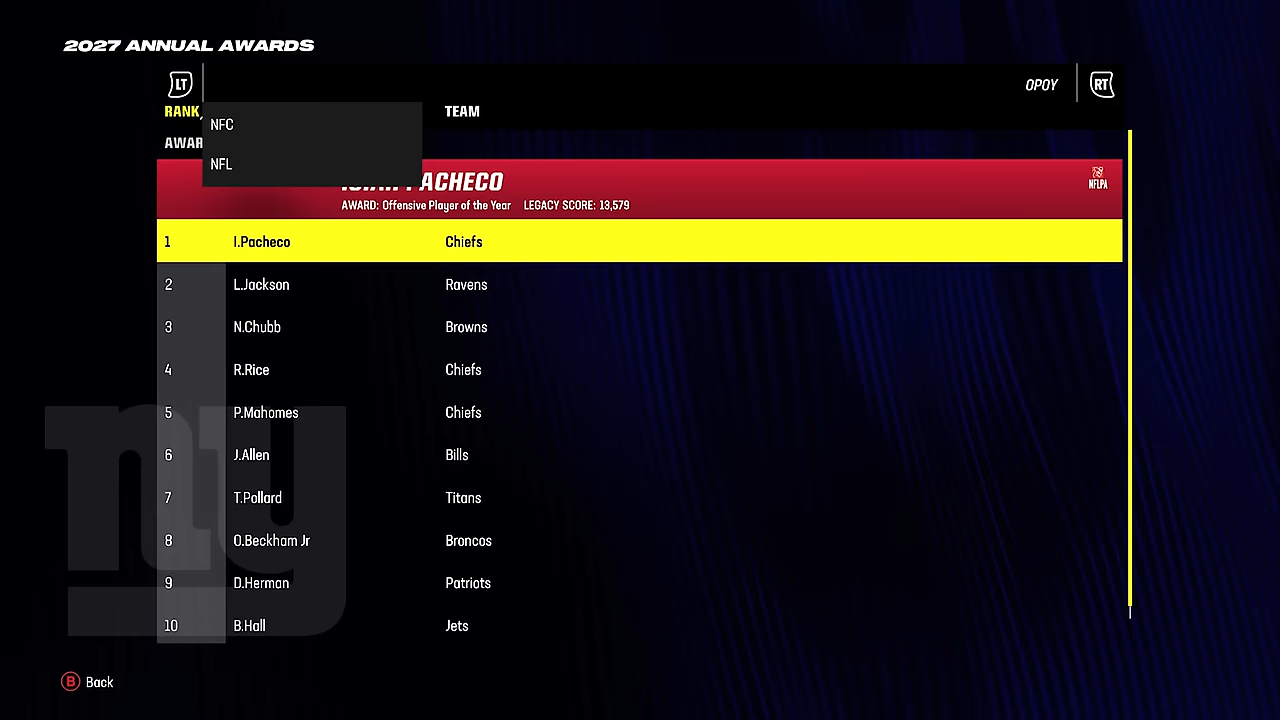 2027 ANNUAL AWARDS
LT OPOY RT
RANK TEAM
NFC
AWAR
NFL
PACHECO
NFLPA
AWARD: Offensive Player of the Year LEGACY SCORE: 13,579
1 I.Pacheco Chiefs
2 L.Jackson Ravens
3 N.Chubb Browns
4 R.Rice Chiefs
5 P.Mahomes Chiefs
6 J.Allen Bills
7 T.Pollard Titans
8 O.Beckham Jr Broncos
9 D.Herman Patriots
10 B.Hall Jets
ny
B Back